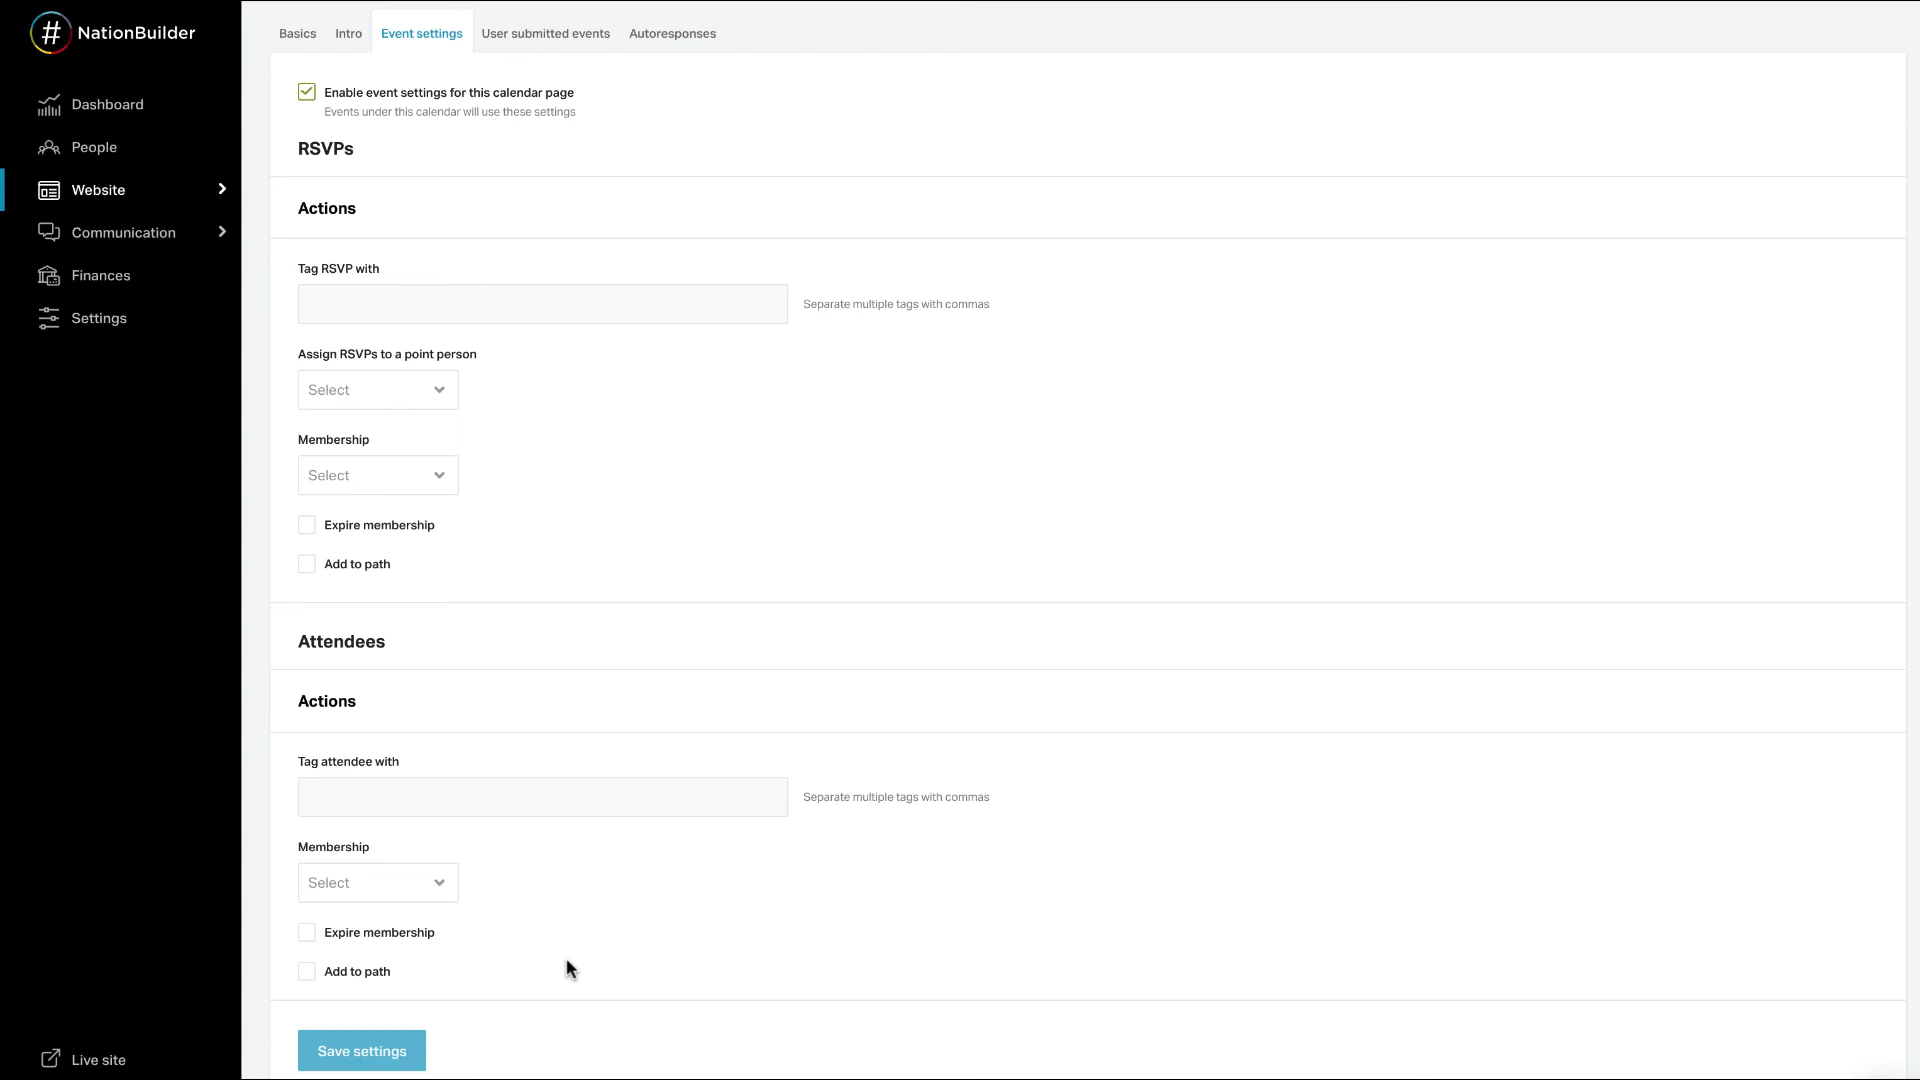 NationBuilder
Dashboard
People
Website
Communication
Finances
Settings
Live site
Basics Intro Event settings User submitted events Autoresponses
Enable event settings for this calendar page
Events under this calendar will use these settings
RSVPs
Actions
Tag RSVP with
Separate multiple tags with commas
Assign RSVPs to a point person
Select
Membership
Select
Expire membership
Add to path
Attendees
Actions
Tag attendee with
Separate multiple tags with commas
Membership
Select
Expire membership
Add to path
Save settings